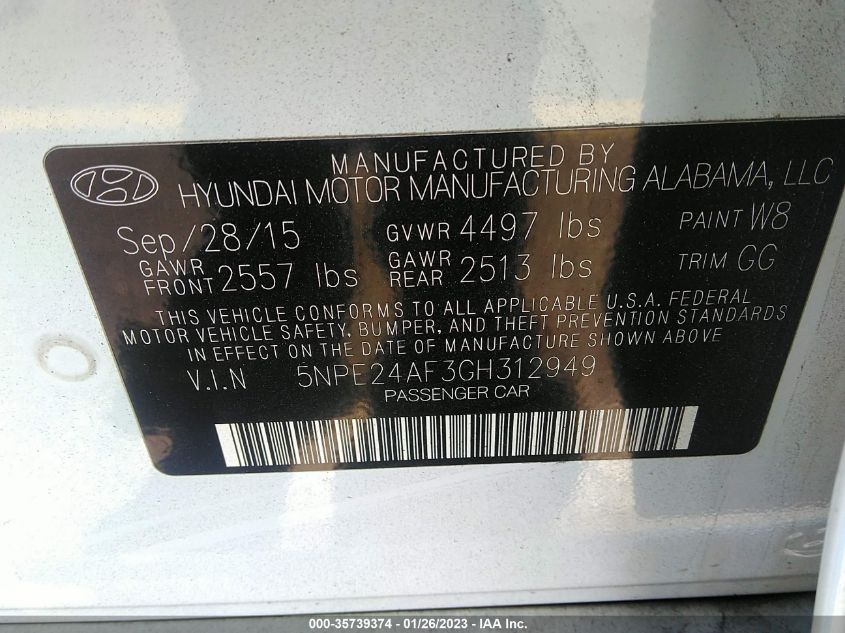 MANUFACTURED BY
HYUNDAI MOTOR MANUFACTURING ALABAMA, LLC
Sep/28/15 GVWR 4497 lbs PAINT W8
GAWR FRONT 2557 lbs GAWR REAR 2513 lbs TRIM GG
THIS VEHICLE CONFORMS TO ALL APPLICABLE U.S.A. FEDERAL
MOTOR VEHICLE SAFETY, BUMPER, AND THEFT PREVENTION STANDARDS
IN EFFECT ON THE DATE OF MANUFACTURE SHOWN ABOVE
V.I.N 5NPE24AF3GH312949
PASSENGER CAR
000-35739374 - 01/26/2023 - IAA Inc.